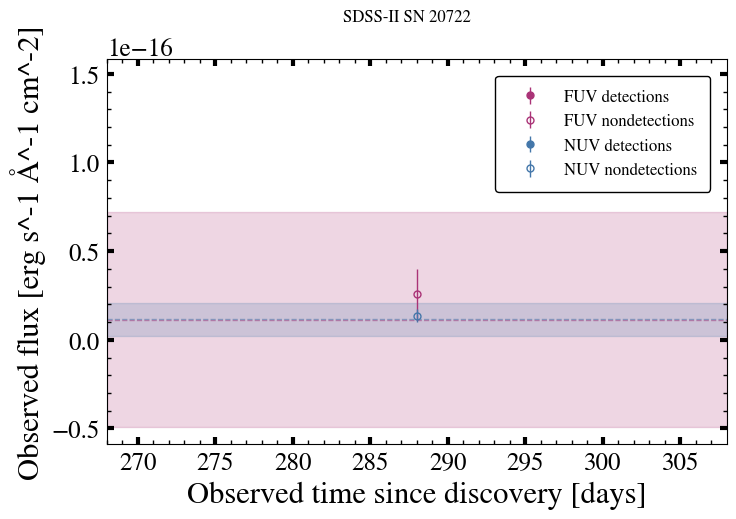 SDSS-II SN 20722
1e−16
Observed flux [erg s^-1 Å^-1 cm^-2]
1.5
1.0
0.5
0.0
−0.5
FUV detections
FUV nondetections
NUV detections
NUV nondetections
270 275 280 285 290 295 300 305
Observed time since discovery [days]